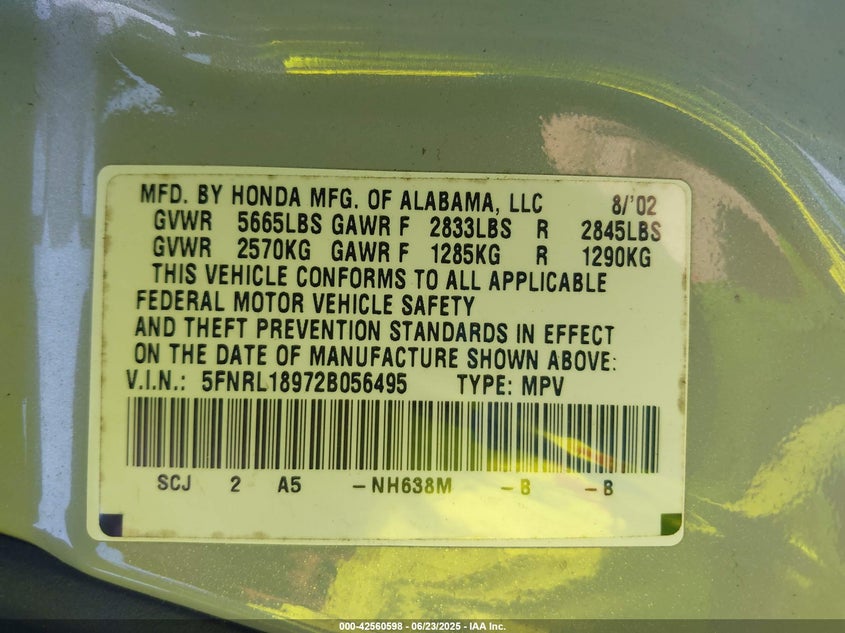 MFD. BY HONDA MFG. OF ALABAMA, LLC 8/'02
GVWR 5665LBS GAWR F 2833LBS R 2845LBS
GVWR 2570KG GAWR F 1285KG R 1290KG
THIS VEHICLE CONFORMS TO ALL APPLICABLE
FEDERAL MOTOR VEHICLE SAFETY
AND THEFT PREVENTION STANDARDS IN EFFECT
ON THE DATE OF MANUFACTURE SHOWN ABOVE:
V.I.N.: 5FNRL18972B056495 TYPE: MPV
SCJ 2 A5 -NH638M -B -B
000-42560598 - 06/23/2025 - IAA Inc.